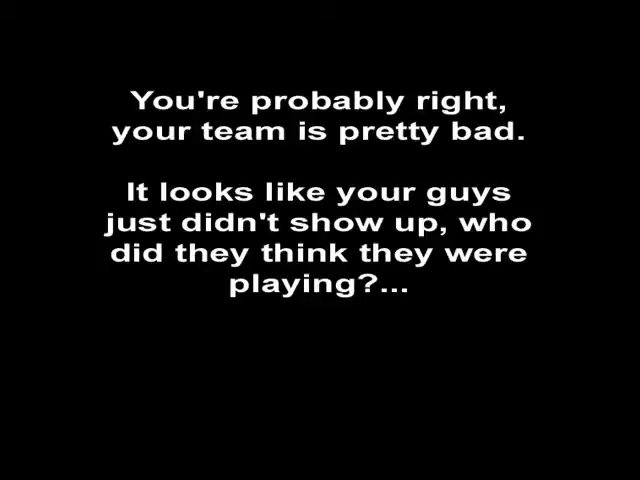 You're probably right,
your team is pretty bad.
It looks like your guys
just didn't show up, who
did they think they were
playing?...